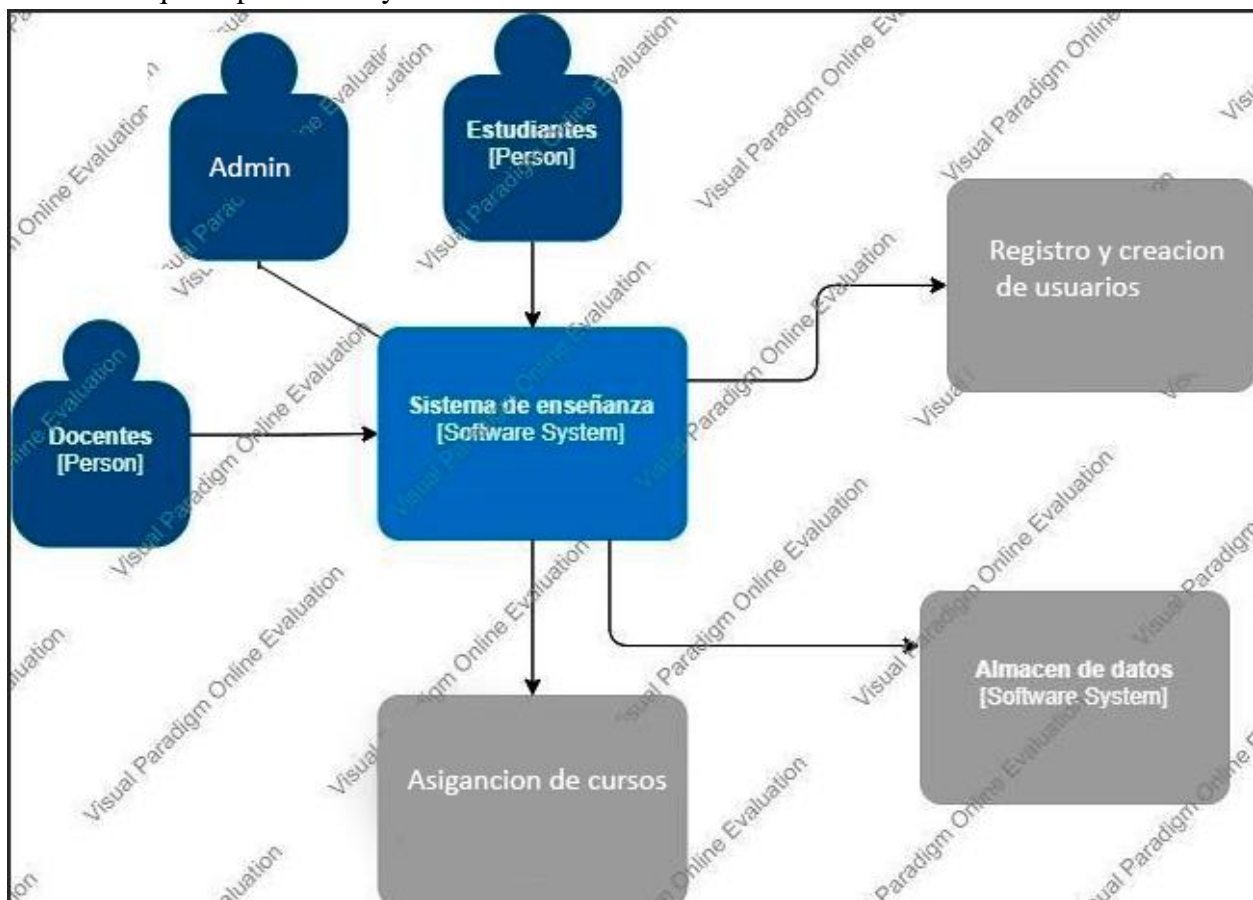 Admin
Estudiantes
[Person]
Registro y creacion
de usuarios
Docentes
[Person]
Sistema de enseñanza
[Software System]
Almacen de datos
[Software System]
Asigancion de cursos
Visual Paradigm Online Evaluation